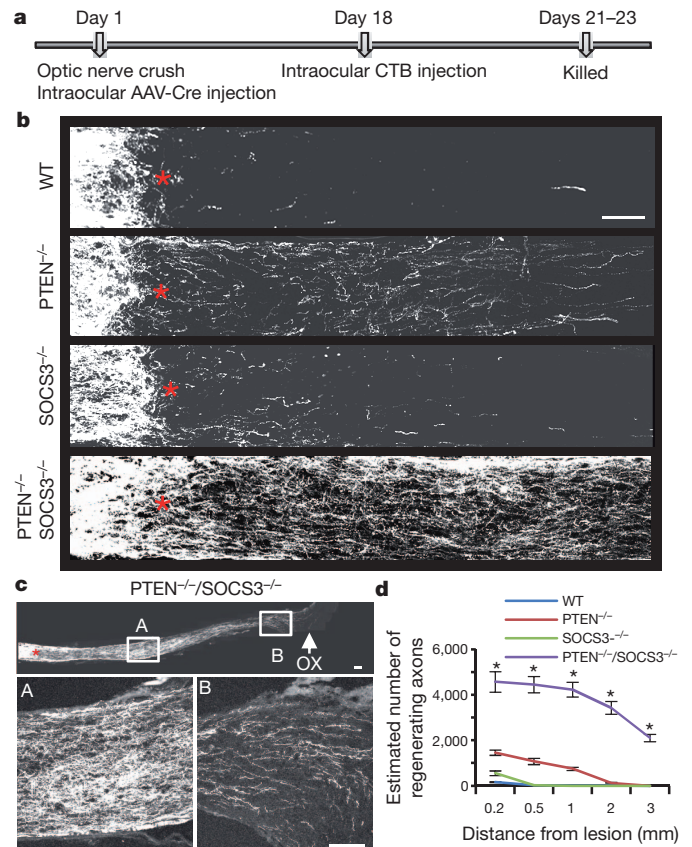 a
Day 1
Day 18
Days 21–23
Optic nerve crush
Intraocular AAV-Cre injection
Intraocular CTB injection
Killed
b
WT
*
PTEN–/–
*
SOCS3–/–
*
PTEN–/–
SOCS3–/–
*
c
PTEN–/–/SOCS3–/–
*
A
B
OX
A
B
d
WT
PTEN–/–
SOCS3-–/–
PTEN–/–/SOCS3–/–
Estimated number of
regenerating axons
6,000
4,000
2,000
0
* * * * *
0.2 0.5 1 2 3
Distance from lesion (mm)